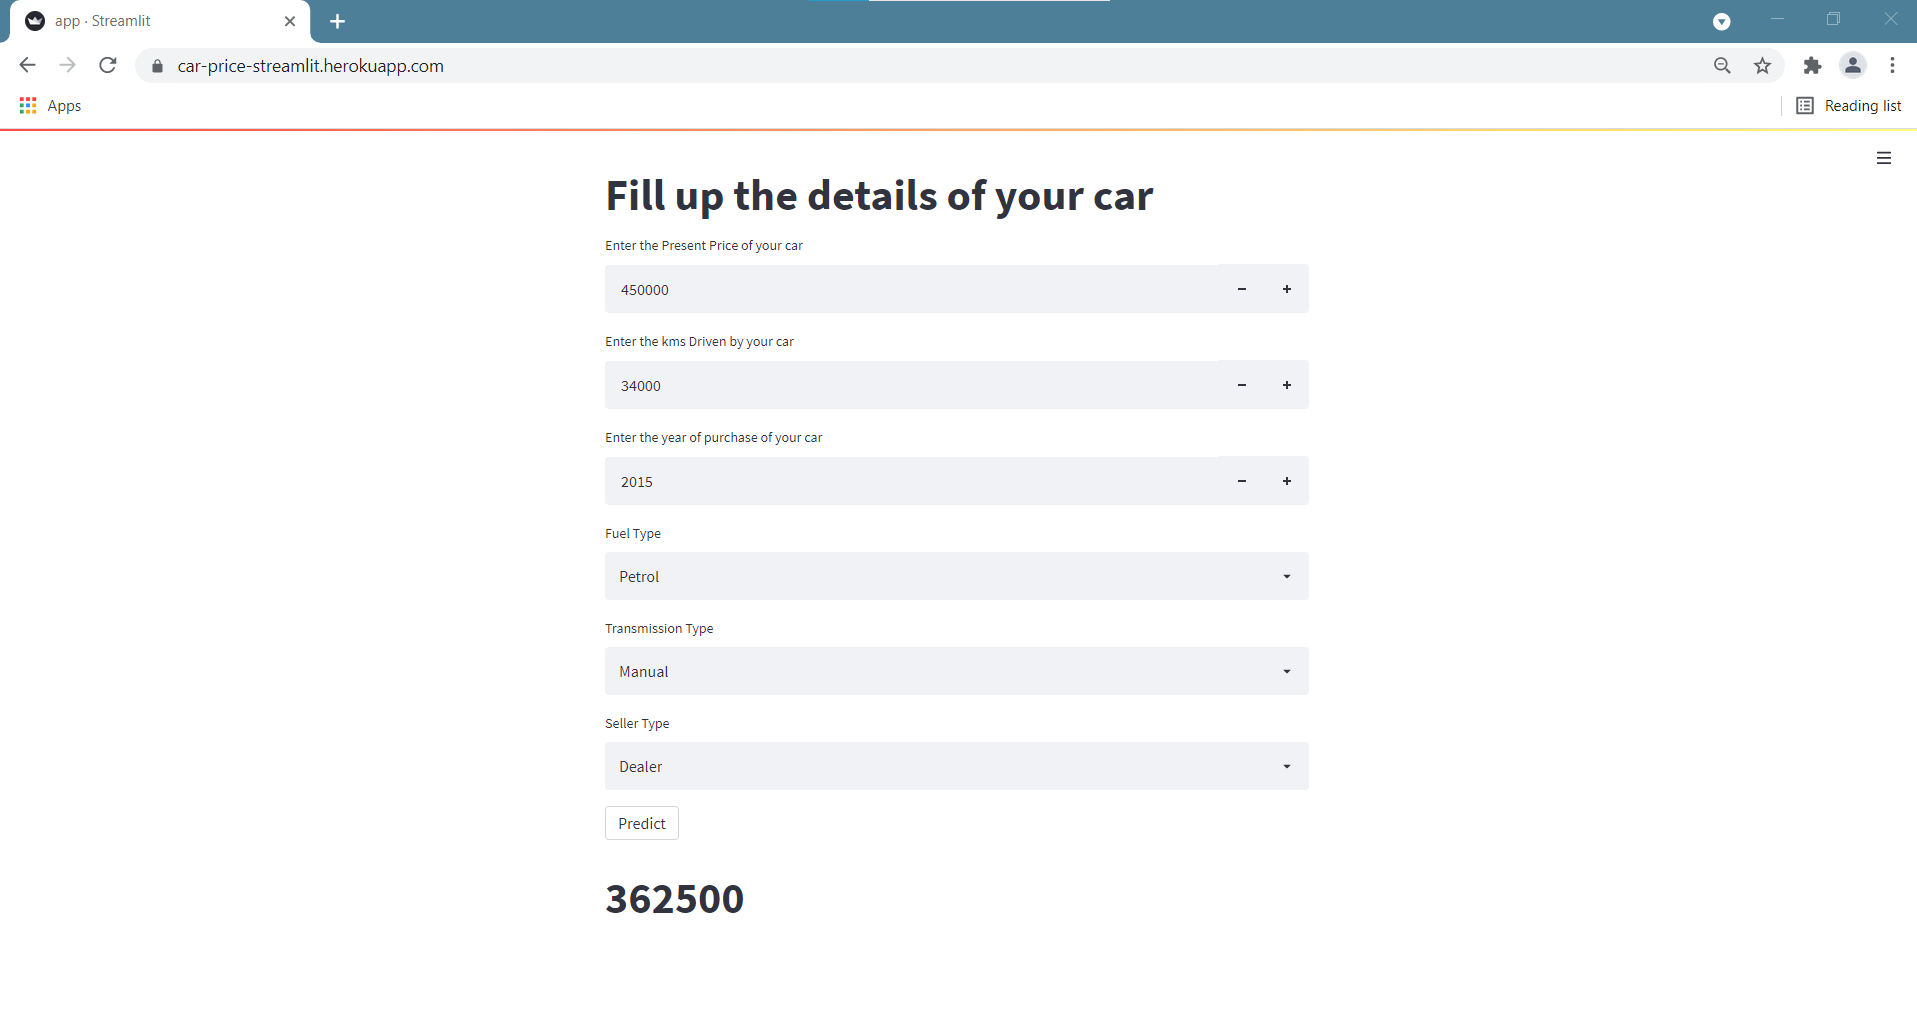 app · Streamlit
car-price-streamlit.herokuapp.com
Apps
Reading list
Fill up the details of your car
Enter the Present Price of your car
450000
Enter the kms Driven by your car
34000
Enter the year of purchase of your car
2015
Fuel Type
Petrol
Transmission Type
Manual
Seller Type
Dealer
Predict
362500